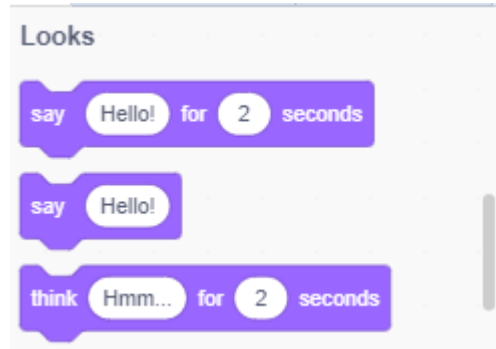 Looks
say Hello! for 2 seconds
say Hello!
think Hmm... for 2 seconds